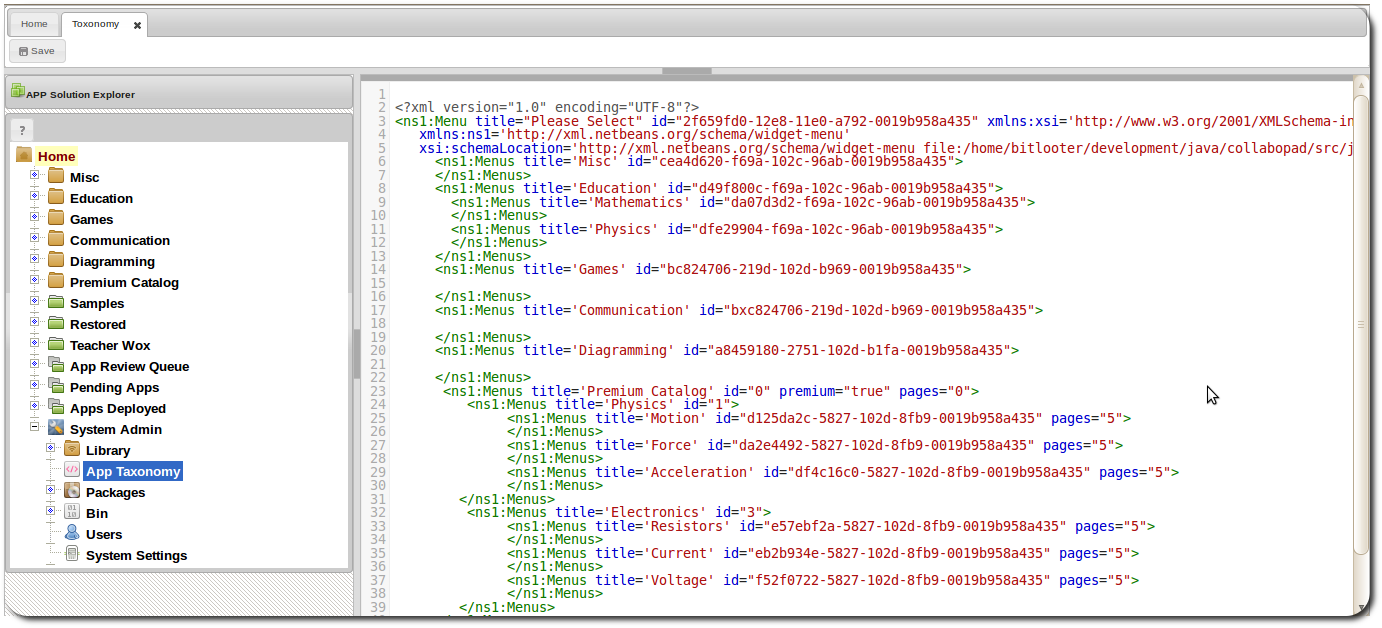 Home
Toxonomy
Save
APP Solution Explorer
?
Home
Misc
Education
Games
Communication
Diagramming
Premium Catalog
Samples
Restored
Teacher Wox
App Review Queue
Pending Apps
Apps Deployed
System Admin
Library
App Taxonomy
Packages
Bin
Users
System Settings
1
2 <?xml version="1.0" encoding="UTF-8"?>
3 <ns1:Menu title="Please Select" id="2f659fd0-12e8-11e0-a792-0019b958a435" xmlns:xsi='http://www.w3.org/2001/XMLSchema-in
4 xmlns:ns1='http://xml.netbeans.org/schema/widget-menu'
5 xsi:schemaLocation='http://xml.netbeans.org/schema/widget-menu file:/home/bitlooter/development/java/collabopad/src/j
6 <ns1:Menus title='Misc' id="cea4d620-f69a-102c-96ab-0019b958a435">
7 </ns1:Menus>
8 <ns1:Menus title='Education' id="d49f800c-f69a-102c-96ab-0019b958a435">
9 <ns1:Menus title='Mathematics' id="da07d3d2-f69a-102c-96ab-0019b958a435">
10 </ns1:Menus>
11 <ns1:Menus title='Physics' id="dfe29904-f69a-102c-96ab-0019b958a435">
12 </ns1:Menus>
13 </ns1:Menus>
14 <ns1:Menus title='Games' id="bc824706-219d-102d-b969-0019b958a435">
15
16 </ns1:Menus>
17 <ns1:Menus title='Communication' id="bxc824706-219d-102d-b969-0019b958a435">
18
19 </ns1:Menus>
20 <ns1:Menus title='Diagramming' id="a8459180-2751-102d-b1fa-0019b958a435">
21
22 </ns1:Menus>
23 <ns1:Menus title='Premium Catalog' id="0" premium="true" pages="0">
24 <ns1:Menus title='Physics' id="1">
25 <ns1:Menus title='Motion' id="d125da2c-5827-102d-8fb9-0019b958a435" pages="5">
26 </ns1:Menus>
27 <ns1:Menus title='Force' id="da2e4492-5827-102d-8fb9-0019b958a435" pages="5">
28 </ns1:Menus>
29 <ns1:Menus title='Acceleration' id="df4c16c0-5827-102d-8fb9-0019b958a435" pages="5">
30 </ns1:Menus>
31 </ns1:Menus>
32 <ns1:Menus title='Electronics' id="3">
33 <ns1:Menus title='Resistors' id="e57ebf2a-5827-102d-8fb9-0019b958a435" pages="5">
34 </ns1:Menus>
35 <ns1:Menus title='Current' id="eb2b934e-5827-102d-8fb9-0019b958a435" pages="5">
36 </ns1:Menus>
37 <ns1:Menus title='Voltage' id="f52f0722-5827-102d-8fb9-0019b958a435" pages="5">
38 </ns1:Menus>
39 </ns1:Menus>